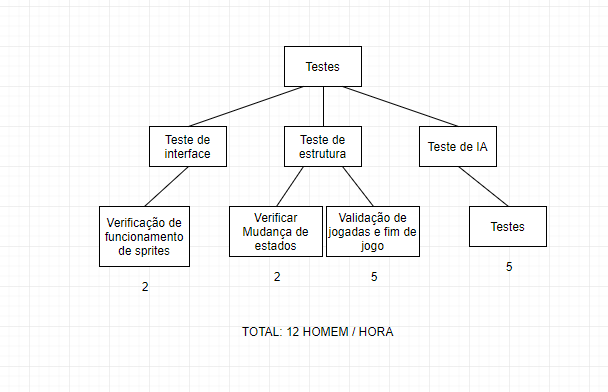 Testes
Teste de
interface
Teste de
estrutura
Teste de IA
Verificação de
funcionamento
de sprites
Verificar
Mudança de
estados
Validação de
jogadas e fim de
jogo
Testes
2
2
5
5
TOTAL: 12 HOMEM / HORA